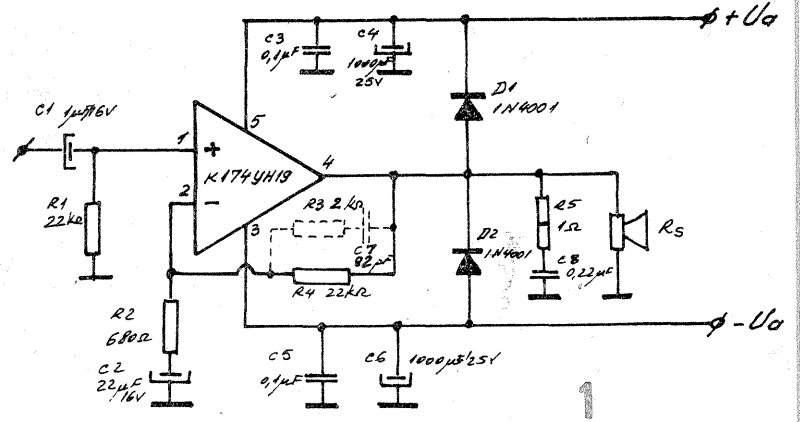 + Ua
C3
0,1µF
C4
1000µF
25V
C1 1µF/16V
5
D1
1N4001
1
+
К174УН19
4
2
−
3
R1
22kΩ
R3 2kΩ
C7
82µF
R4 22kΩ
D2
1N4001
R5
1Ω
C8
0,22µF
Rs
− Ua
R2
680Ω
C2
22µF
16V
C5
0,1µF
C6 1000µF/25V
1